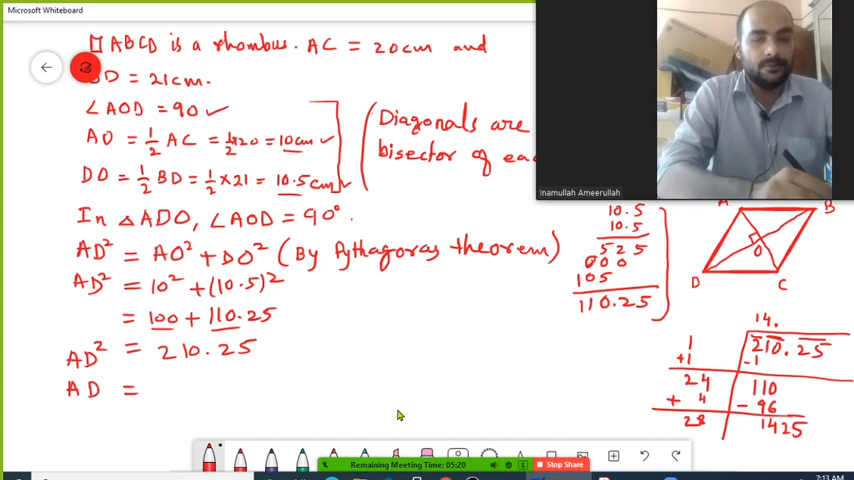 Microsoft Whiteboard
□ABCD is a rhombus. AC = 20cm and
BD = 21cm.
∠AOD = 90 ✓
AO = 1/2 AC = 1/2×20 = 10cm ✓
DO = 1/2 BD = 1/2 × 21 = 10.5cm ✓
(Diagonals are
bisector of eac
In △ADO, ∠AOD = 90°.
AD² = AO² + DO² (By Pythagoras theorem)
AD² = 10² + (10.5)²
= 100 + 110.25
AD² = 210.25
AD =
Inamullah Ameerullah
10.5
10.5
525
000
105
110.25
A
B
O
D
C
14.
1 210.25
+1 -1
24 110
+ 4 - 96
28 1425
Remaining Meeting Time: 05:20
Stop Share
7:13 AM